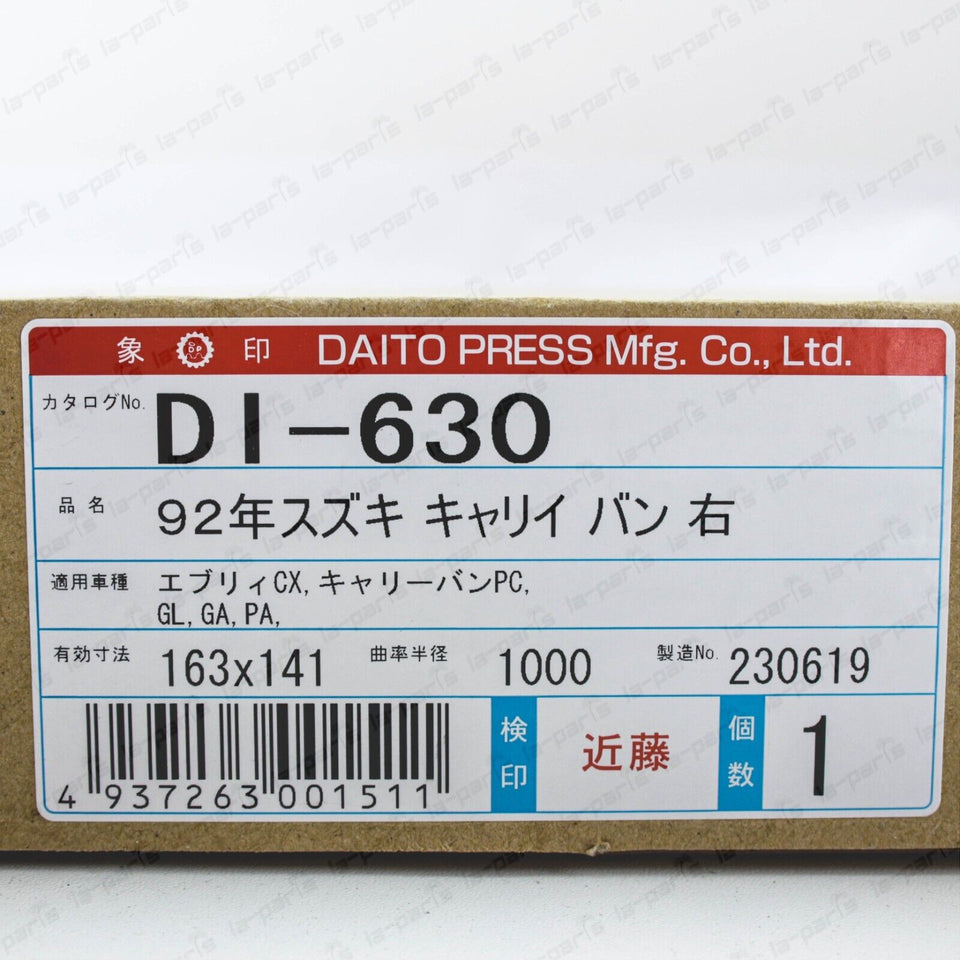 象 DP 印 DAITO PRESS Mfg. Co., Ltd.
カタログNo. DI-630
品名 92年スズキ キャリイ バン 右
適用車種 エブリィCX,キャリーバンPC,
GL,GA,PA,
有効寸法 163x141 曲率半径 1000 製造No. 230619
検印 近藤 個数 1
4 937263 001511
la-paris